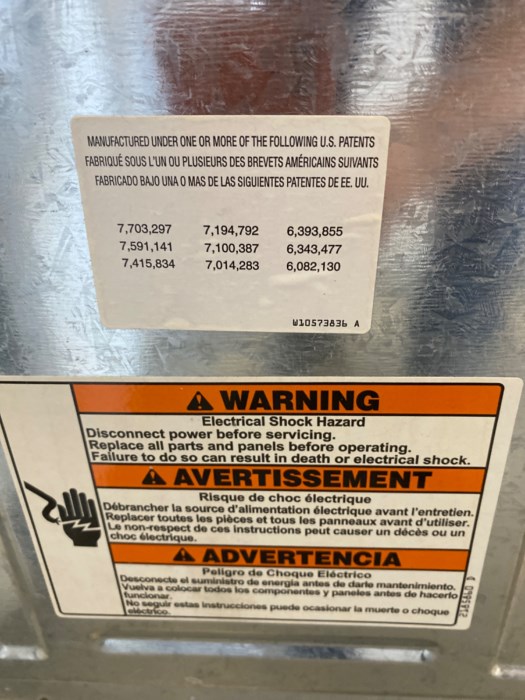 MANUFACTURED UNDER ONE OR MORE OF THE FOLLOWING U.S. PATENTS
FABRIQUÉ SOUS L'UN OU PLUSIEURS DES BREVETS AMÉRICAINS SUIVANTS
FABRICADO BAJO UNA O MAS DE LAS SIGUIENTES PATENTES DE EE. UU.
7,703,297 7,194,792 6,393,855
7,591,141 7,100,387 6,343,477
7,415,834 7,014,283 6,082,130
W10573836 A
⚠ WARNING
Electrical Shock Hazard
Disconnect power before servicing.
Replace all parts and panels before operating.
Failure to do so can result in death or electrical shock.
⚠ AVERTISSEMENT
Risque de choc électrique
Débrancher la source d'alimentation électrique avant l'entretien.
Replacer toutes les pièces et tous les panneaux avant d'utiliser.
Le non-respect de ces instructions peut causer un décès ou un
choc électrique.
⚠ ADVERTENCIA
Peligro de Choque Eléctrico
Desconecte el suministro de energía antes de darle mantenimiento.
Vuelva a colocar todos los componentes y paneles antes de hacerlo
funcionar.
No seguir estas instrucciones puede ocasionar la muerte o choque
eléctrico.